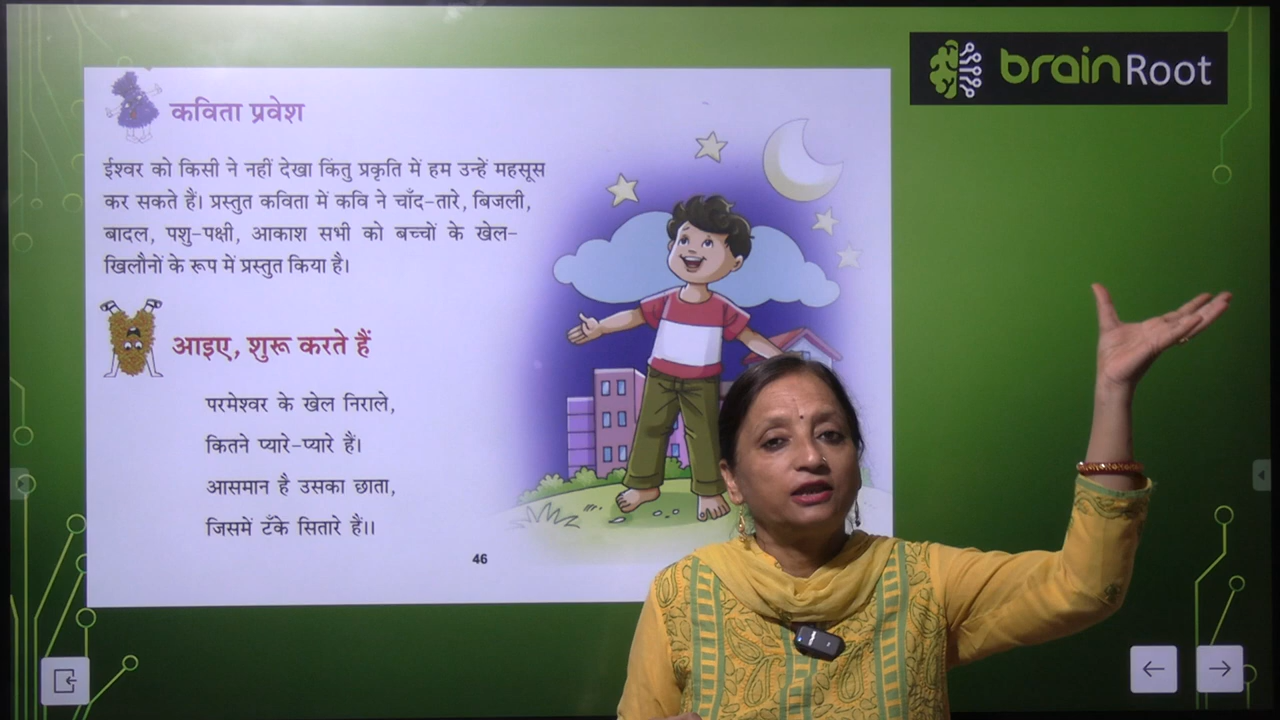 brainRoot
कविता प्रवेश
ईश्वर को किसी ने नहीं देखा किंतु प्रकृति में हम उन्हें महसूस
कर सकते हैं। प्रस्तुत कविता में कवि ने चाँद-तारे, बिजली,
बादल, पशु-पक्षी, आकाश सभी को बच्चों के खेल-
खिलौनों के रूप में प्रस्तुत किया है।
आइए, शुरू करते हैं
परमेश्वर के खेल निराले,
कितने प्यारे-प्यारे हैं।
आसमान है उसका छाता,
जिसमें टँके सितारे हैं।।
46